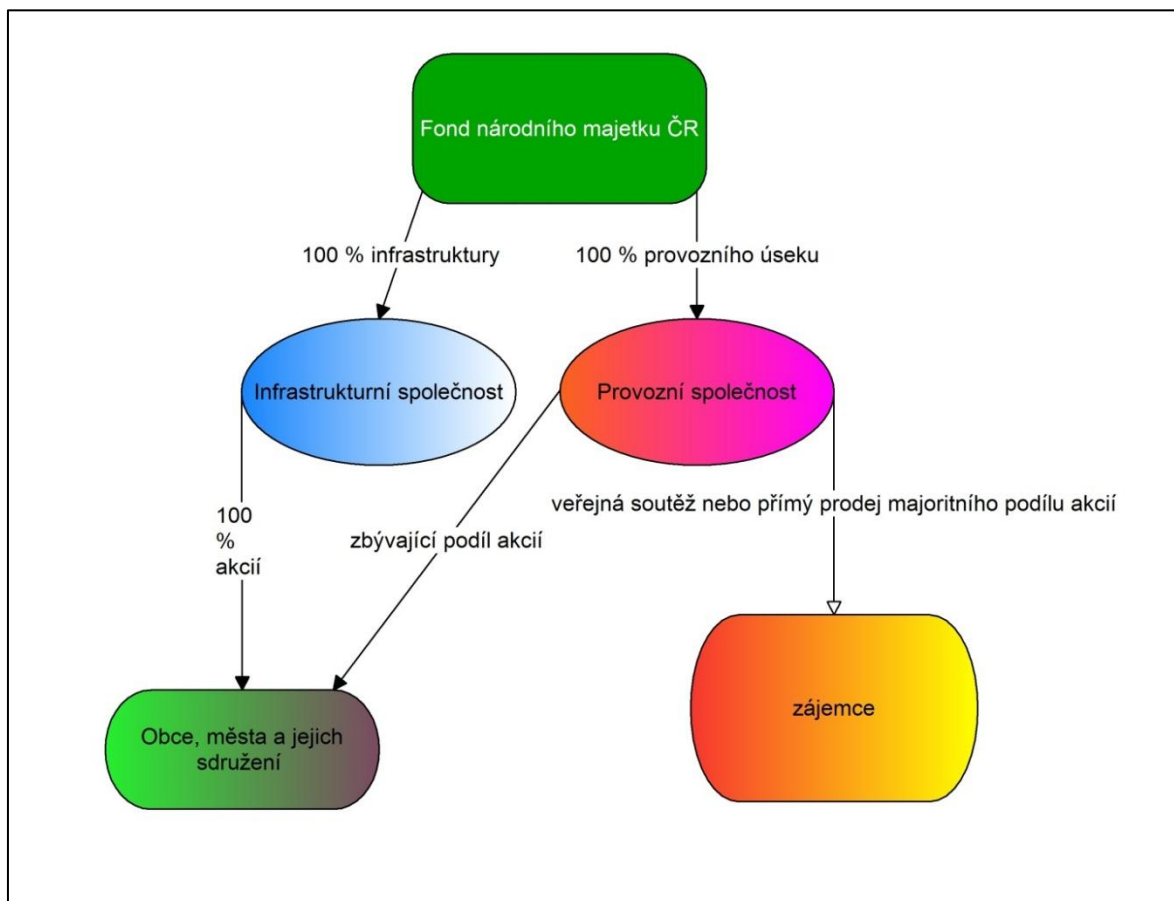 Fond národního majetku ČR
100 % infrastruktury
100 % provozního úseku
Infrastrukturní společnost
Provozní společnost
veřejná soutěž nebo přímý prodej majoritního podílu akcií
100
%
akcií
zbývající podíl akcií
zájemce
Obce, města a jejich
sdružení